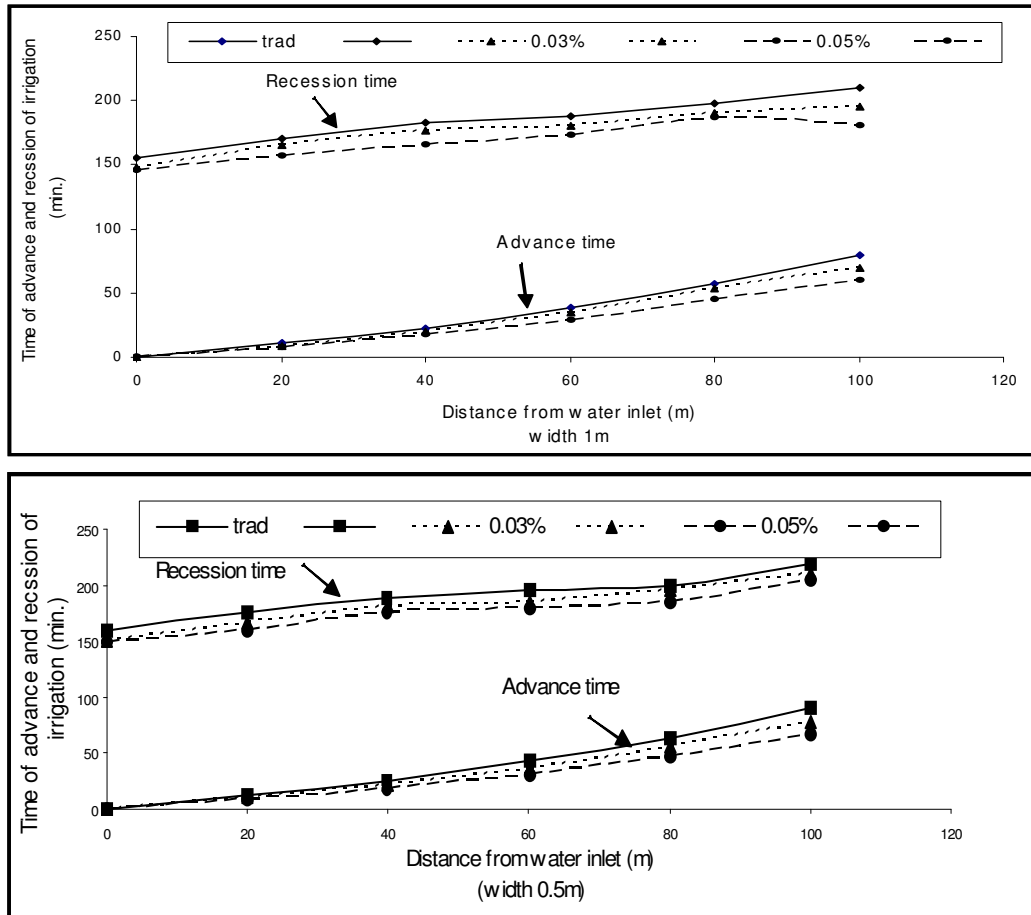 trad 0.03% 0.05%
Recession time
Advance time
Time of advance and recssion of irrigation
(min.)
250
200
150
100
50
0
0 20 40 60 80 100 120
Distance from water inlet (m)
width 1m
trad 0.03% 0.05%
Recession time
Advance time
Time of advance and recssion of
irrigation (min.)
250
200
150
100
50
0
0 20 40 60 80 100 120
Distance from water inlet (m)
(width 0.5m)